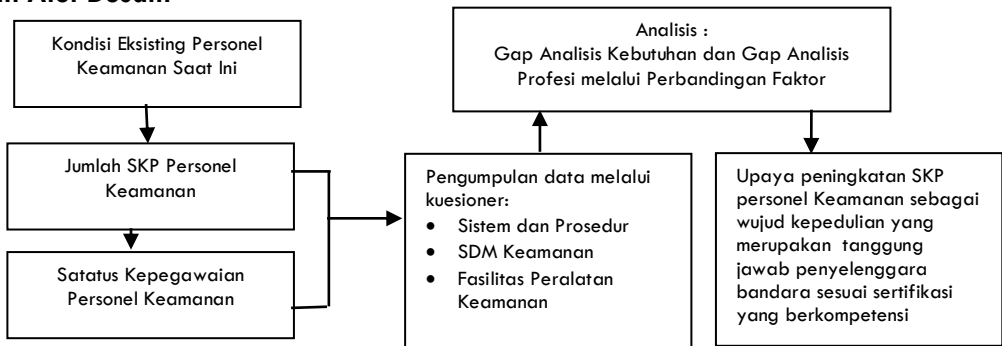 Kondisi Eksisting Personel
Keamanan Saat Ini
Jumlah SKP Personel
Keamanan
Satatus Kepegawaian
Personel Keamanan
Pengumpulan data melalui
kuesioner:
• Sistem dan Prosedur
• SDM Keamanan
• Fasilitas Peralatan
Keamanan
Analisis :
Gap Analisis Kebutuhan dan Gap Analisis
Profesi melalui Perbandingan Faktor
Upaya peningkatan SKP
personel Keamanan sebagai
wujud kepedulian yang
merupakan tanggung
jawab penyelenggara
bandara sesuai sertifikasi
yang berkompetensi